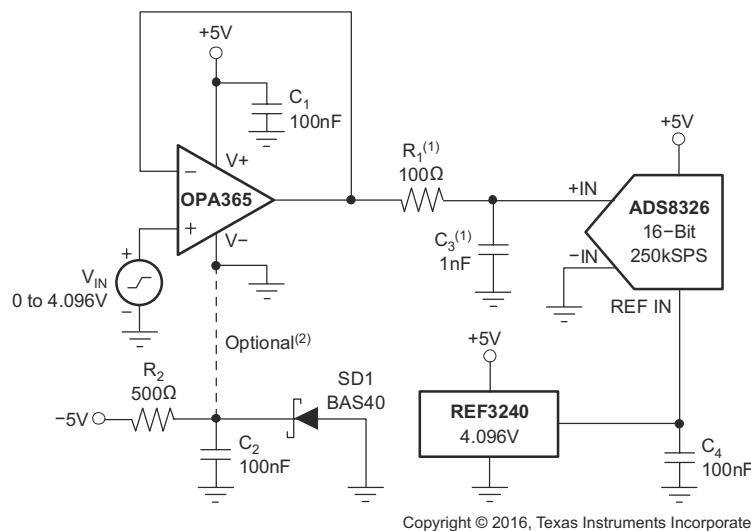 +5V
C1
100nF
V+
−
OPA365
+
V−
+
VIN
0 to 4.096V
−
R1(1)
100Ω
C3(1)
1nF
+5V
+IN
ADS8326
16−Bit
250kSPS
−IN
REF IN
Optional(2)
R2
500Ω
−5V
C2
100nF
SD1
BAS40
+5V
REF3240
4.096V
C4
100nF
Copyright © 2016, Texas Instruments Incorporate